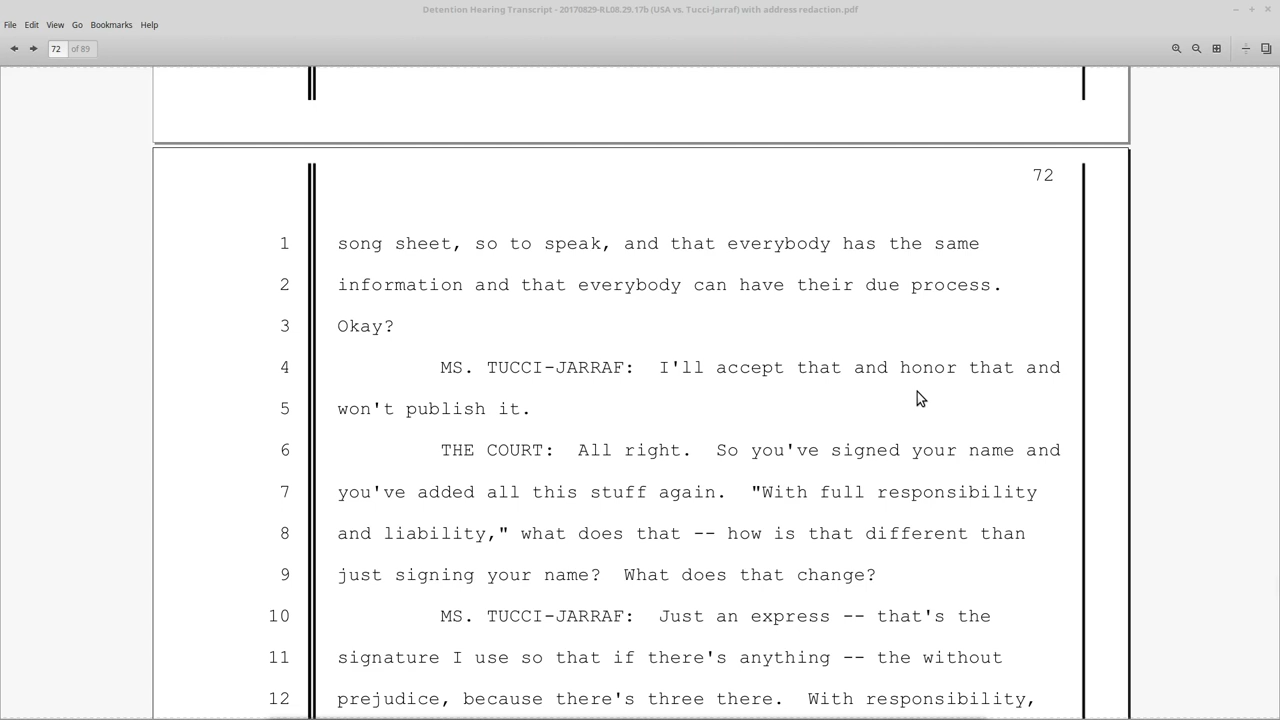 Detention Hearing Transcript - 20170829-RL08.29.17b (USA vs. Tucci-Jarraf) with address redaction.pdf
File Edit View Go Bookmarks Help
72 of 89
72
1 song sheet, so to speak, and that everybody has the same
2 information and that everybody can have their due process.
3 Okay?
4 MS. TUCCI-JARRAF: I'll accept that and honor that and
5 won't publish it.
6 THE COURT: All right. So you've signed your name and
7 you've added all this stuff again. "With full responsibility
8 and liability," what does that -- how is that different than
9 just signing your name? What does that change?
10 MS. TUCCI-JARRAF: Just an express -- that's the
11 signature I use so that if there's anything -- the without
12 prejudice, because there's three there. With responsibility,